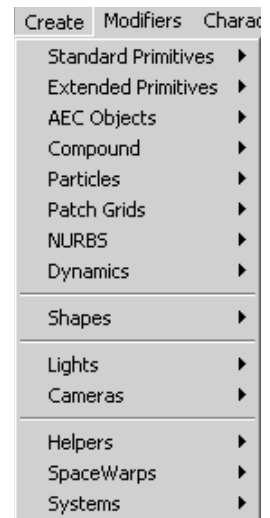 Create Modifiers Charac
Standard Primitives
Extended Primitives
AEC Objects
Compound
Particles
Patch Grids
NURBS
Dynamics
Shapes
Lights
Cameras
Helpers
SpaceWarps
Systems